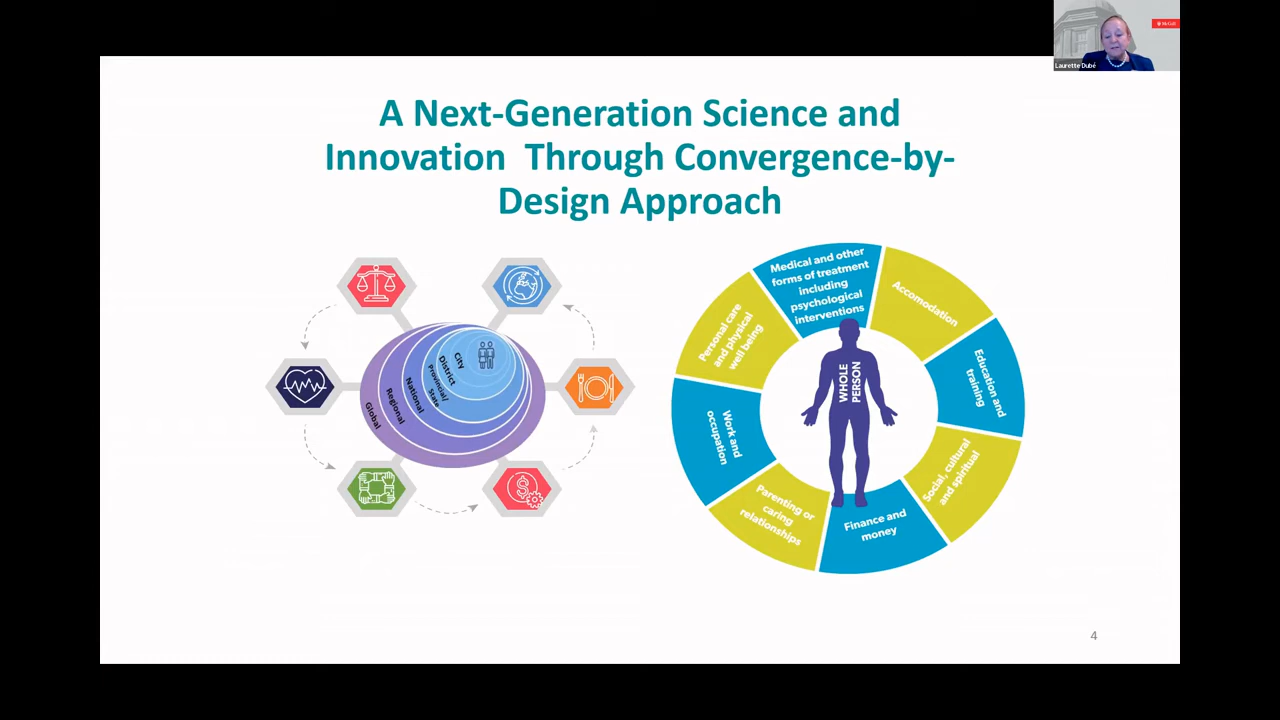 McGill
Laurette Dubé
A Next-Generation Science and
Innovation Through Convergence-by-
Design Approach
City
District
Provincial/
State
National
Regional
Global
Medical and other
forms of treatment
including
psychological
interventions
Accomodation
Education and
training
Social, cultural
and spiritual
Finance and
money
Parenting or
caring
relationships
Work and
occupation
Personal care
and physical
well being
WHOLE
PERSON
4